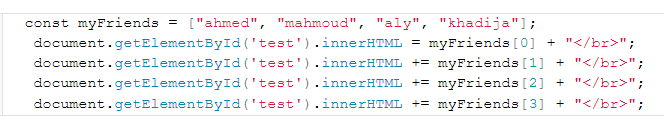 const myFriends = ["ahmed", "mahmoud", "aly", "khadija"];
document.getElementById('test').innerHTML = myFriends[0] + "</br>";
document.getElementById('test').innerHTML += myFriends[1] + "</br>";
document.getElementById('test').innerHTML += myFriends[2] + "</br>";
document.getElementById('test').innerHTML += myFriends[3] + "</br>";